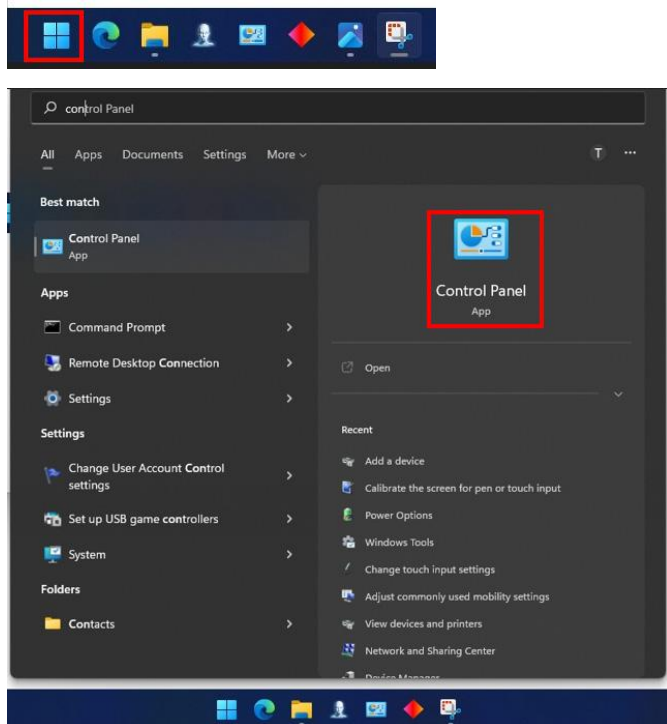 control Panel
All Apps Documents Settings More
T ...
Best match
Control Panel
App
Apps
Command Prompt
Remote Desktop Connection
Settings
Settings
Change User Account Control
settings
Set up USB game controllers
System
Folders
Contacts
Control Panel
App
Open
Recent
Add a device
Calibrate the screen for pen or touch input
Power Options
Windows Tools
Change touch input settings
Adjust commonly used mobility settings
View devices and printers
Network and Sharing Center
Device Manager